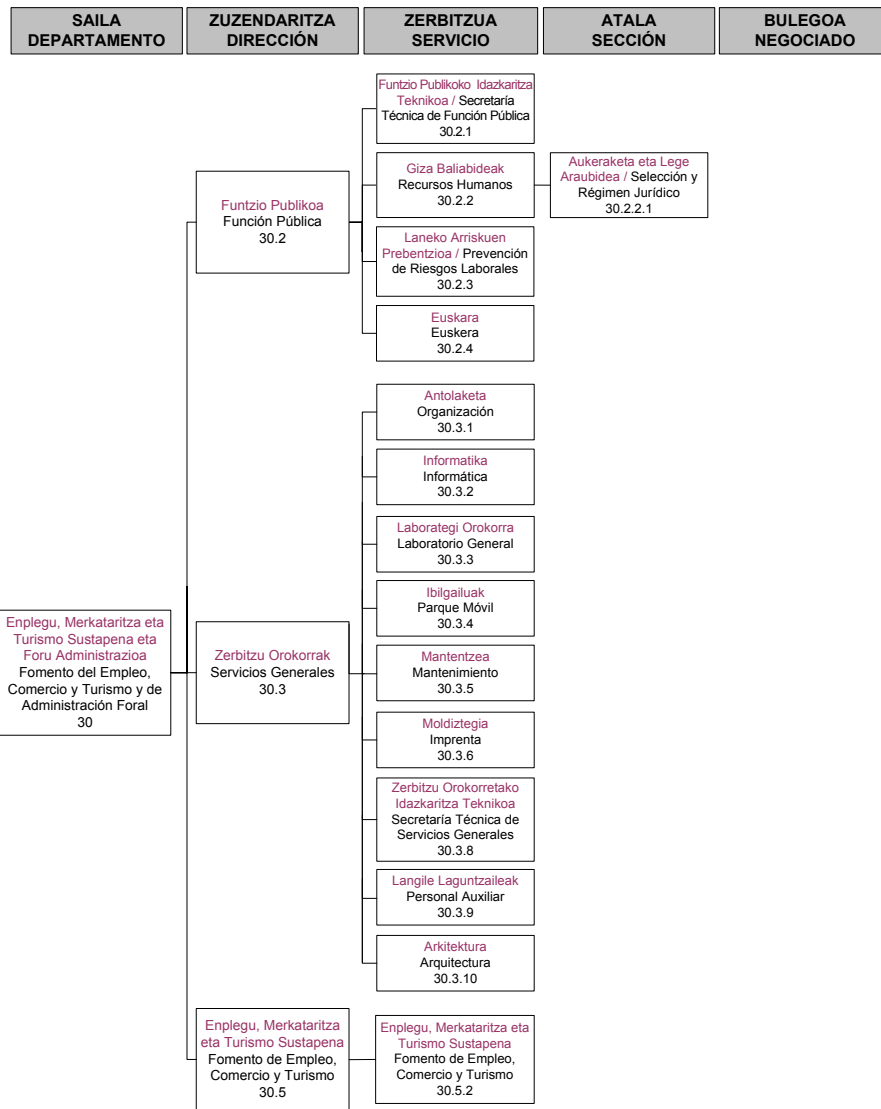 SAILA
DEPARTAMENTO
ZUZENDARITZA
DIRECCIÓN
ZERBITZUA
SERVICIO
ATALA
SECCIÓN
BULEGOA
NEGOCIADO
Funtzio Publikoko Idazkaritza
Teknikoa / Secretaría
Técnica de Función Pública
30.2.1
Funtzio Publikoa
Función Pública
30.2
Giza Baliabideak
Recursos Humanos
30.2.2
Aukeraketa eta Lege
Araubidea / Selección y
Régimen Jurídico
30.2.2.1
Laneko Arriskuen
Prebentzioa / Prevención
de Riesgos Laborales
30.2.3
Euskara
Euskera
30.2.4
Antolaketa
Organización
30.3.1
Informatika
Informática
30.3.2
Laborategi Orokorra
Laboratorio General
30.3.3
Ibilgailuak
Parque Móvil
30.3.4
Enplegu, Merkataritza eta
Turismo Sustapena eta
Foru Administrazioa
Fomento del Empleo,
Comercio y Turismo y de
Administración Foral
30
Zerbitzu Orokorrak
Servicios Generales
30.3
Mantentzea
Mantenimiento
30.3.5
Moldiztegia
Imprenta
30.3.6
Zerbitzu Orokorretako
Idazkaritza Teknikoa
Secretaría Técnica de
Servicios Generales
30.3.8
Langile Laguntzaileak
Personal Auxiliar
30.3.9
Arkitektura
Arquitectura
30.3.10
Enplegu, Merkataritza
eta Turismo Sustapena
Fomento de Empleo,
Comercio y Turismo
30.5
Enplegu, Merkataritza eta
Turismo Sustapena
Fomento de Empleo,
Comercio y Turismo
30.5.2